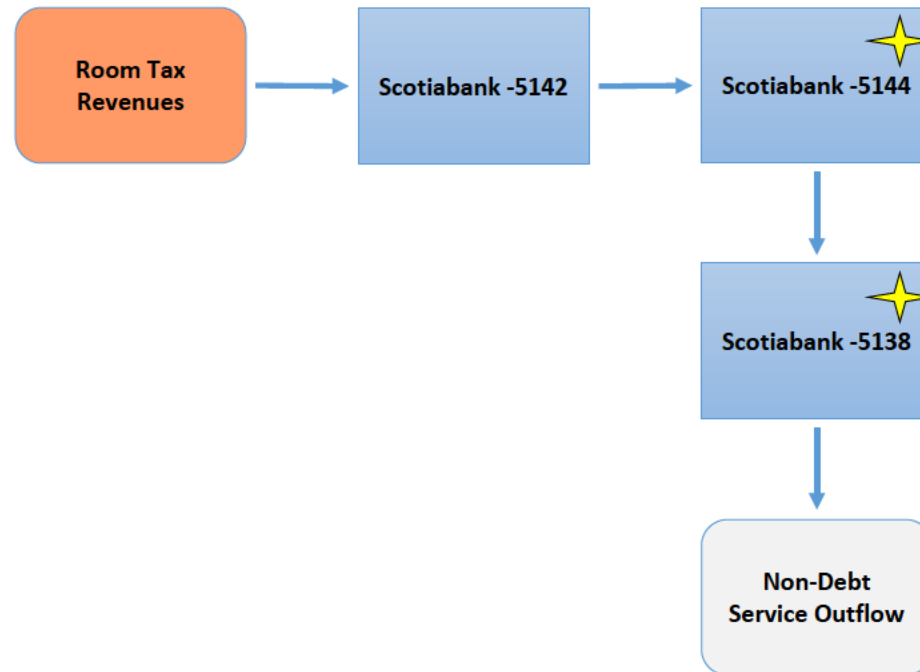 Room Tax
Revenues
Scotiabank -5142
Scotiabank -5144
Scotiabank -5138
Non-Debt
Service Outflow